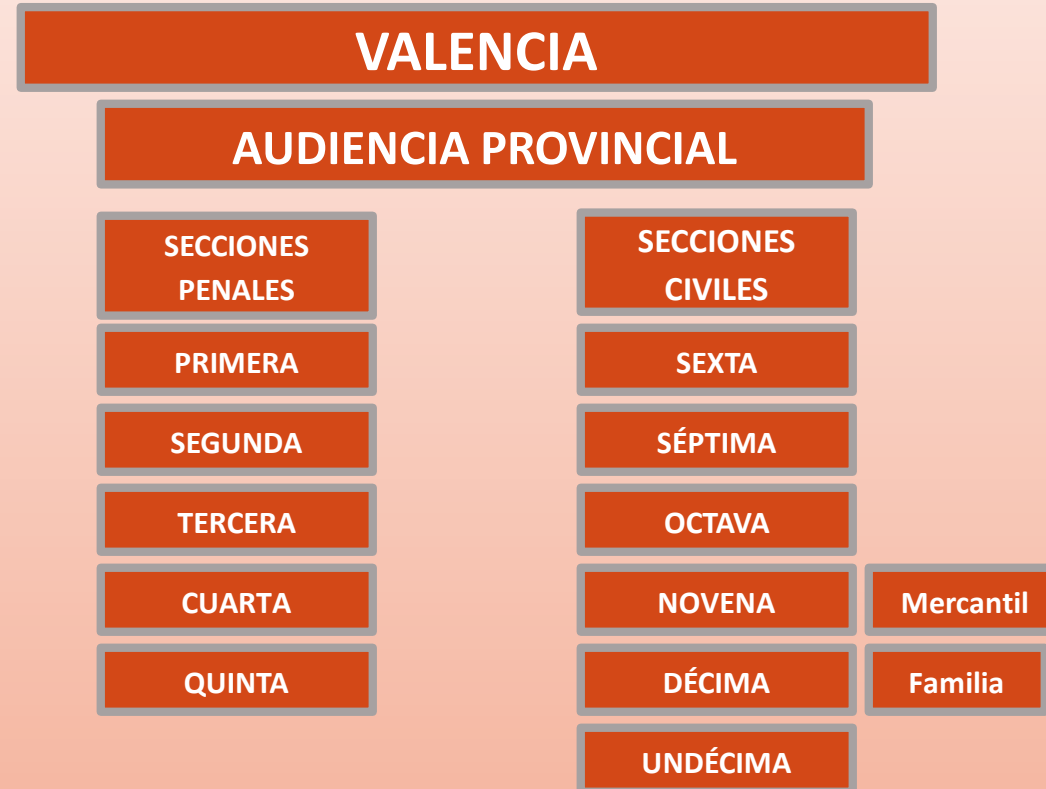 VALENCIA
AUDIENCIA PROVINCIAL
SECCIONES
PENALES
PRIMERA
SEGUNDA
TERCERA
CUARTA
QUINTA
SECCIONES
CIVILES
SEXTA
SÉPTIMA
OCTAVA
NOVENA
Mercantil
DÉCIMA
Familia
UNDÉCIMA